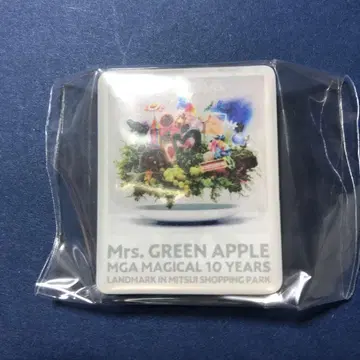 Mrs. GREEN APPLE
MGA MAGICAL 10 YEARS
LANDMARK IN MITSUI SHOPPING PARK